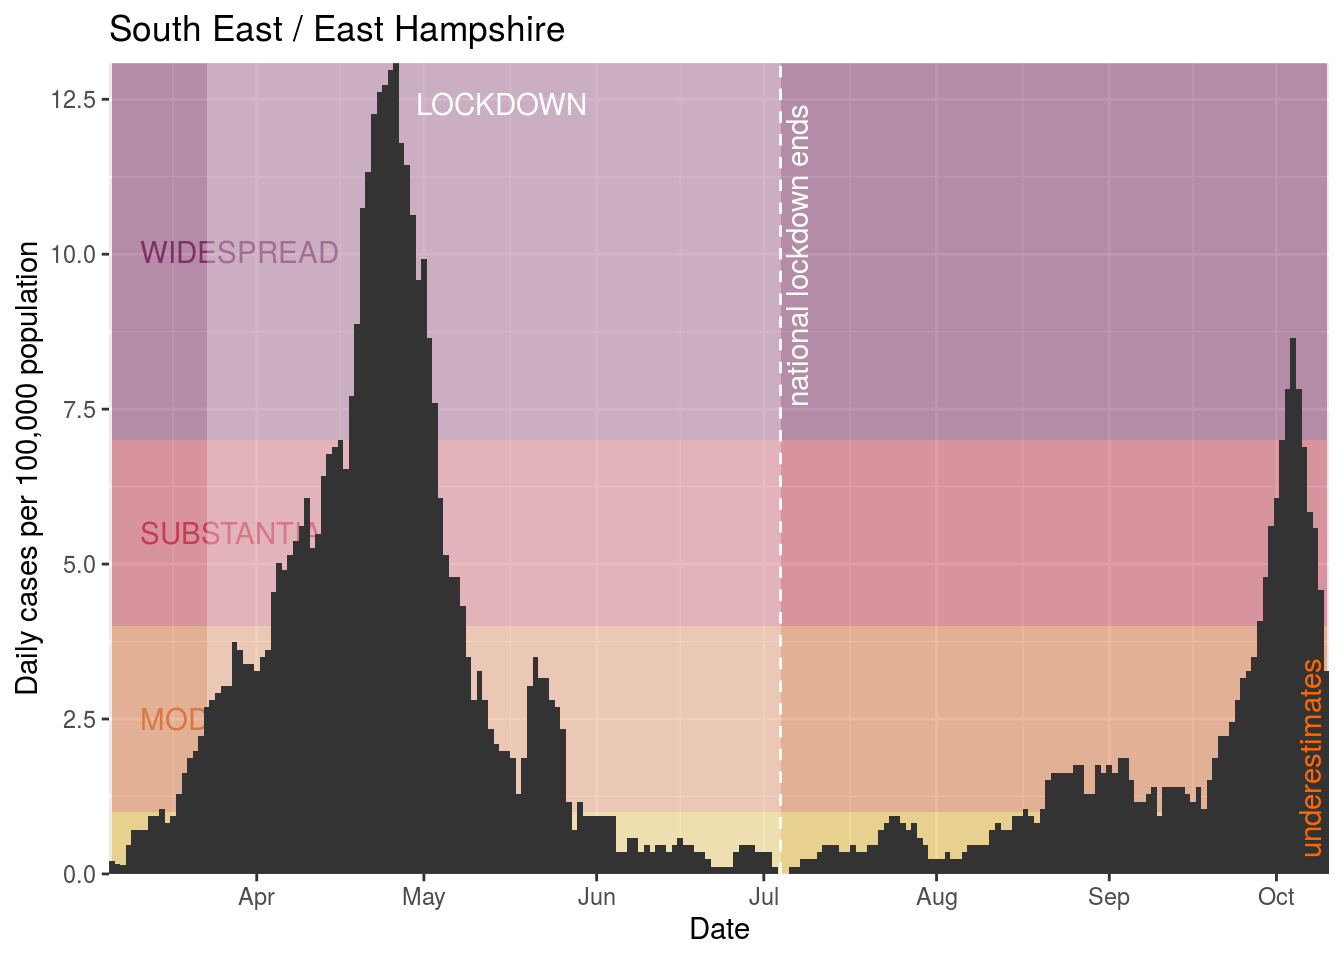 South East / East Hampshire
Daily cases per 100,000 population
12.5
10.0
7.5
5.0
2.5
0.0
LOCKDOWN
WIDESPREAD
SUBSTANTIA
MOD
national lockdown ends
underestimates
Apr
May
Jun
Jul
Aug
Sep
Oct
Date